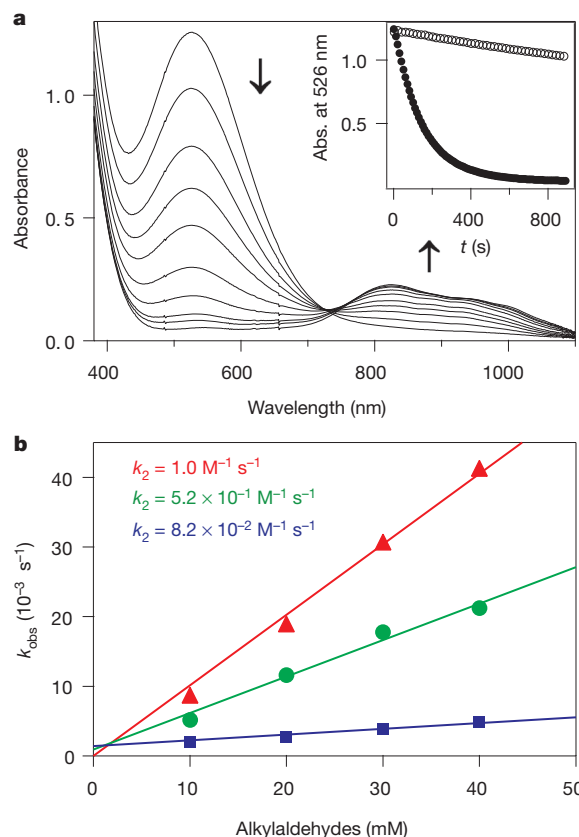 a
Absorbance
1.0
0.5
0.0
400
600
800
1000
Wavelength (nm)
Abs. at 526 nm
1.0
0.5
0
400
800
t (s)
b
k₂ = 1.0 M⁻¹ s⁻¹
k₂ = 5.2 × 10⁻¹ M⁻¹ s⁻¹
k₂ = 8.2 × 10⁻² M⁻¹ s⁻¹
k_obs (10⁻³ s⁻¹)
40
30
20
10
0
0
10
20
30
40
50
Alkylaldehydes (mM)